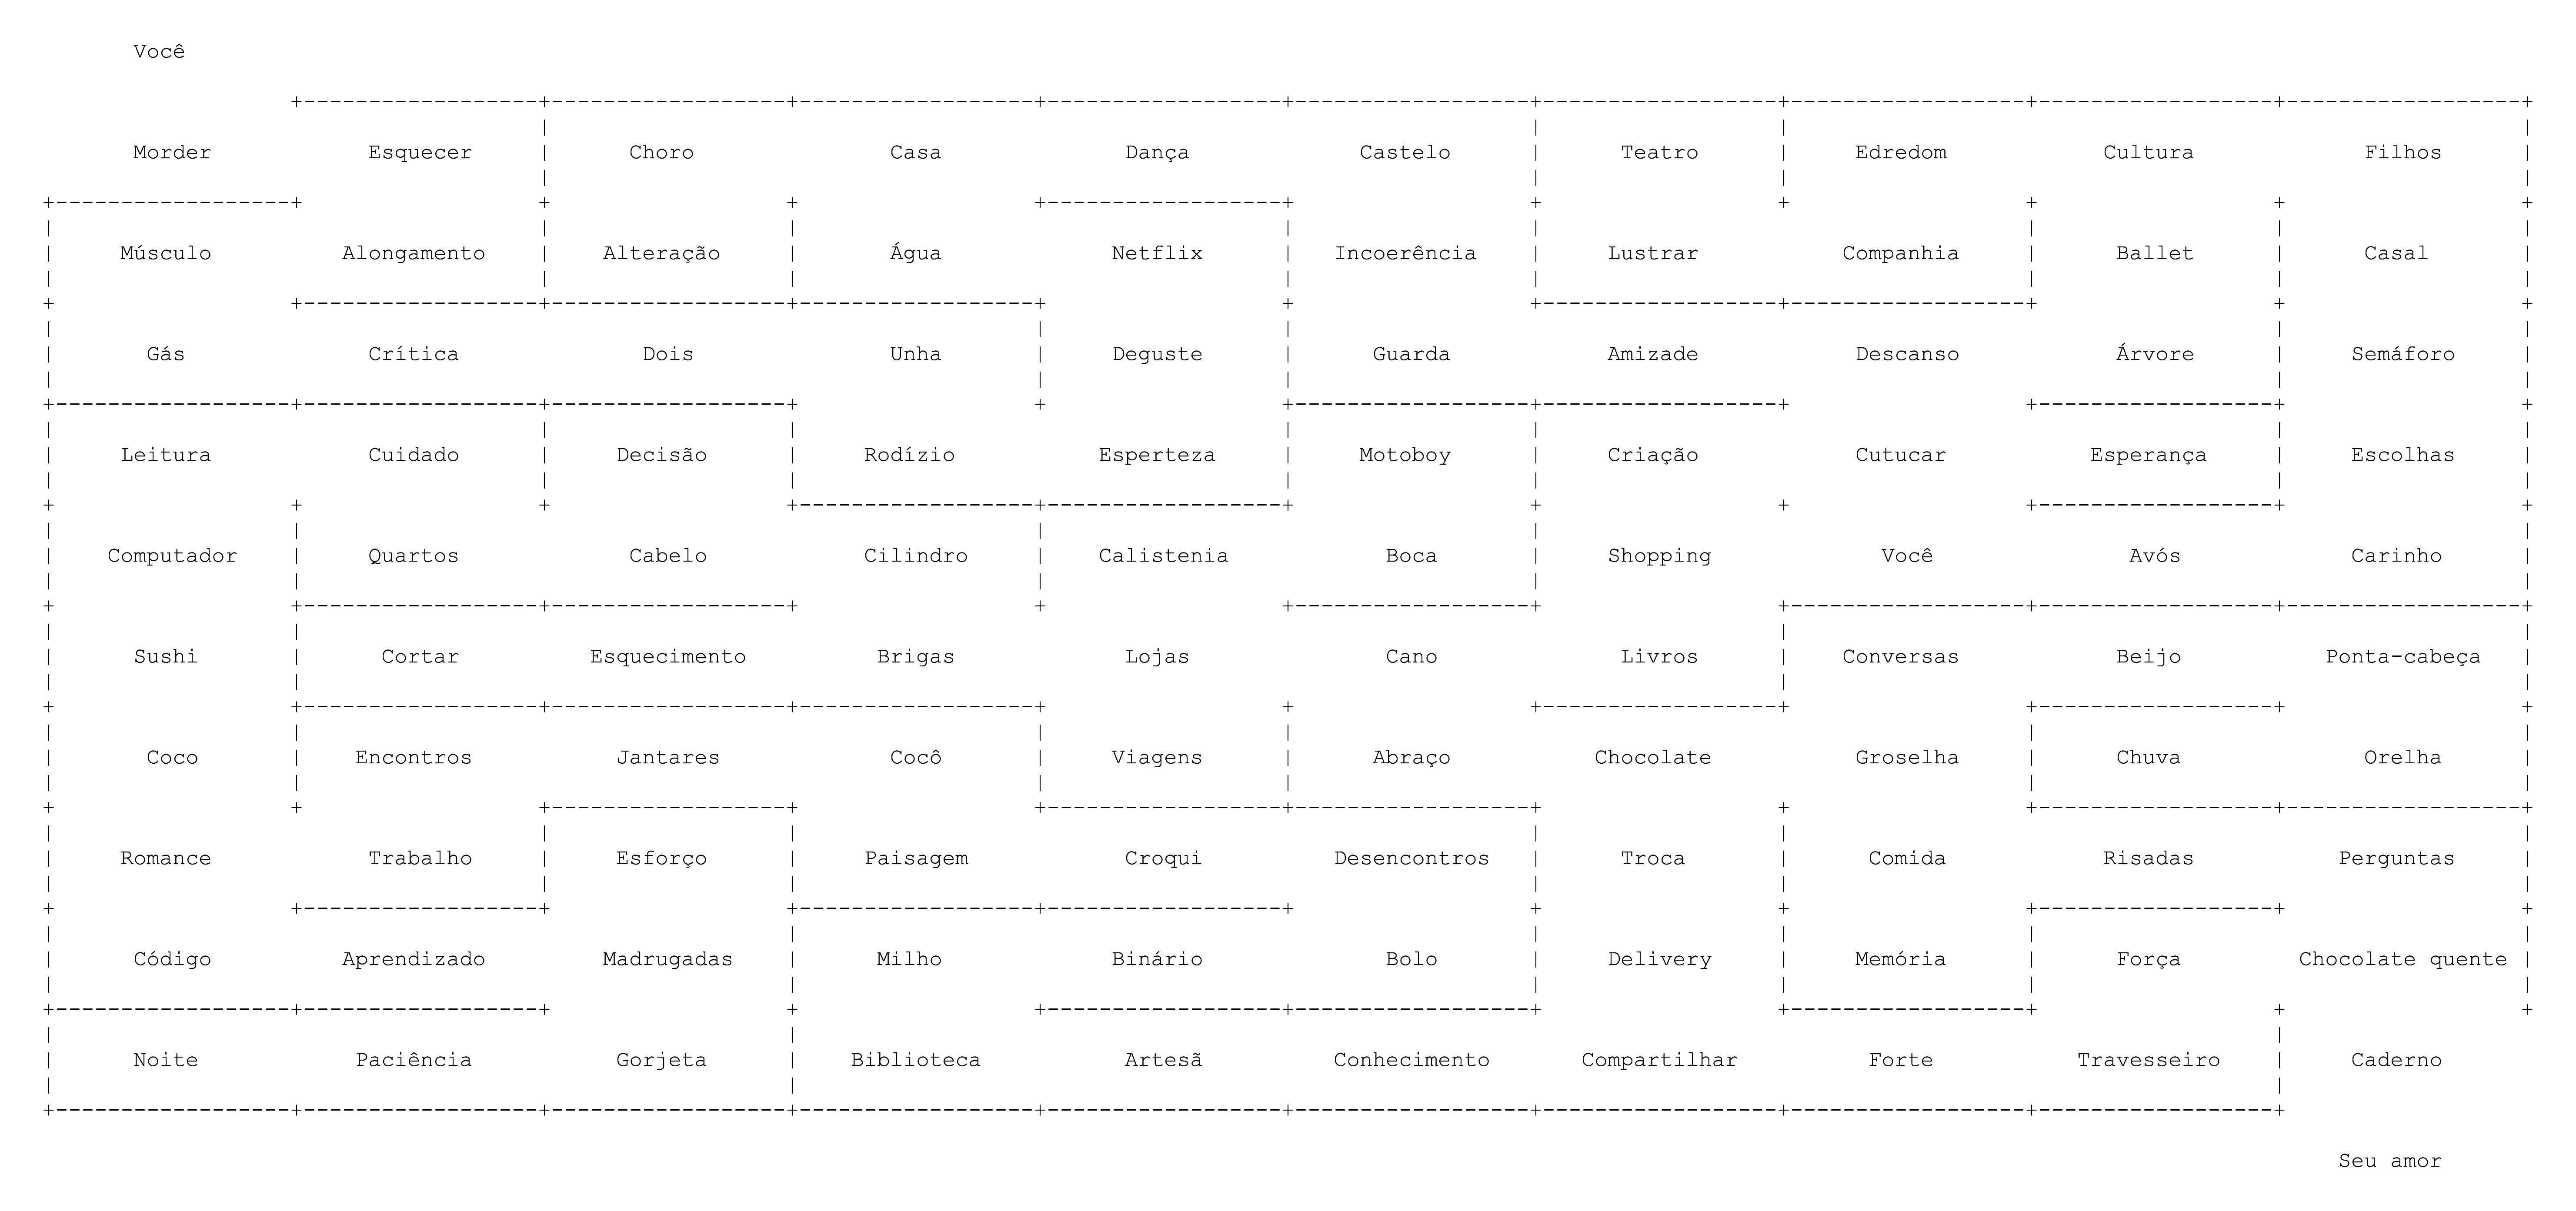 Você
Morder Esquecer Choro Casa Dança Castelo Teatro Edredom Cultura Filhos
Músculo Alongamento Alteração Água Netflix Incoerência Lustrar Companhia Ballet Casal
Gás Crítica Dois Unha Deguste Guarda Amizade Descanso Árvore Semáforo
Leitura Cuidado Decisão Rodízio Esperteza Motoboy Criação Cutucar Esperança Escolhas
Computador Quartos Cabelo Cilindro Calistenia Boca Shopping Você Avós Carinho
Sushi Cortar Esquecimento Brigas Lojas Cano Livros Conversas Beijo Ponta-cabeça
Coco Encontros Jantares Cocô Viagens Abraço Chocolate Groselha Chuva Orelha
Romance Trabalho Esforço Paisagem Croqui Desencontros Troca Comida Risadas Perguntas
Código Aprendizado Madrugadas Milho Binário Bolo Delivery Memória Força Chocolate quente
Noite Paciência Gorjeta Biblioteca Artesã Conhecimento Compartilhar Forte Travesseiro Caderno
Seu amor